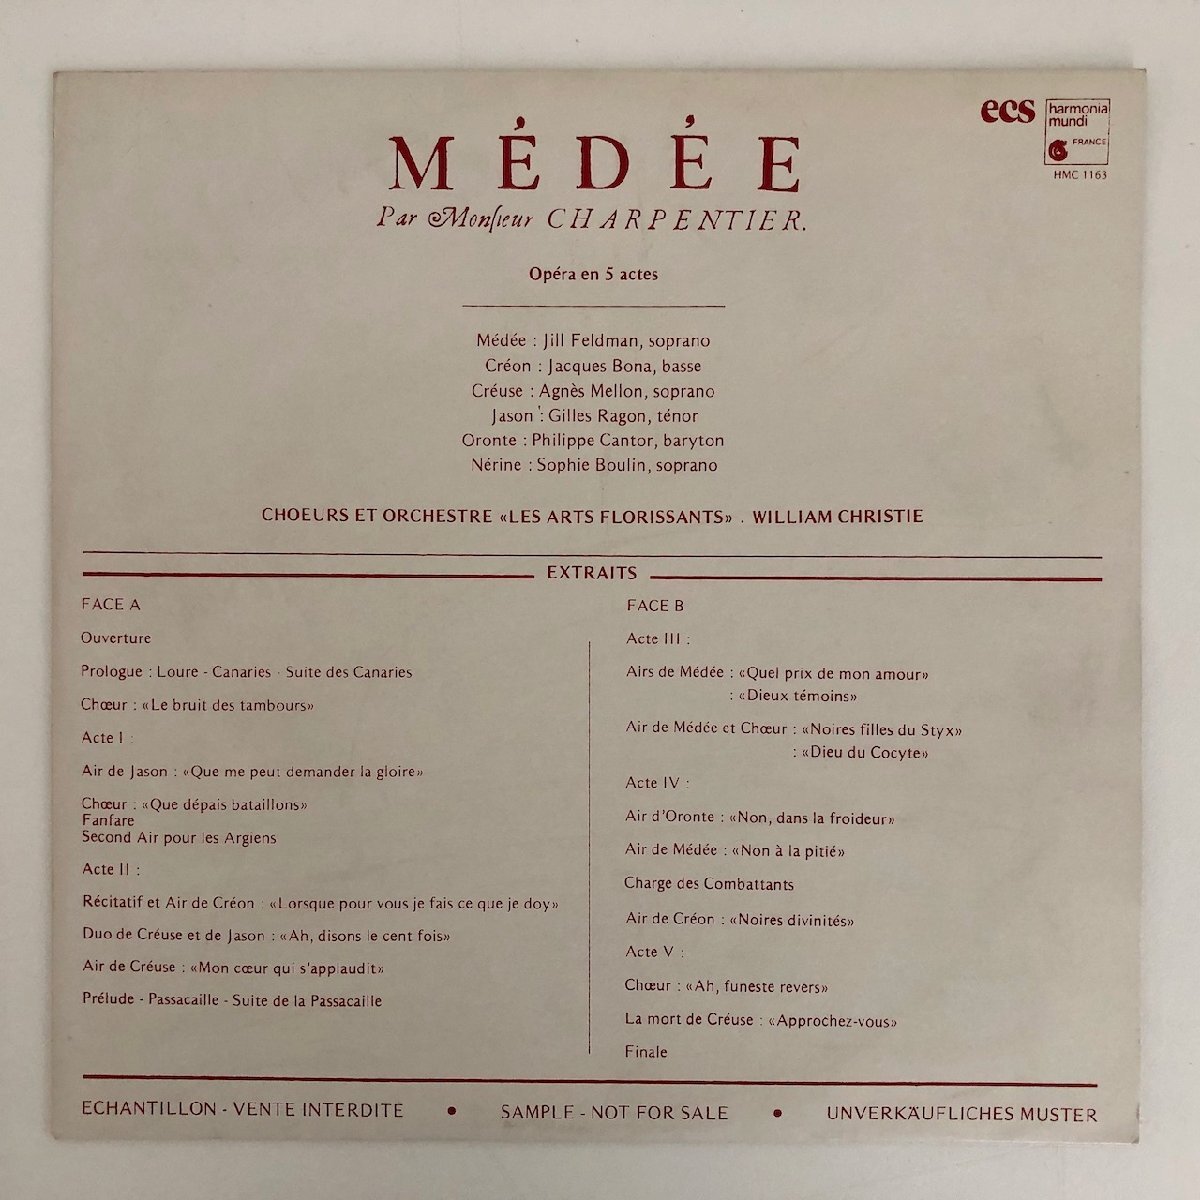 ecs
harmonia
mundi
FRANCE
HMC 1163
MÉDÉE
Par Monſieur CHARPENTIER.
Opéra en 5 actes
Médée : Jill Feldman, soprano
Créon : Jacques Bona, basse
Créuse : Agnès Mellon, soprano
Jason : Gilles Ragon, ténor
Oronte : Philippe Cantor, baryton
Nérine : Sophie Boulin, soprano
CHOEURS ET ORCHESTRE «LES ARTS FLORISSANTS» . WILLIAM CHRISTIE
EXTRAITS
FACE A
Ouverture
Prologue : Loure - Canaries - Suite des Canaries
Chœur : «Le bruit des tambours»
Acte I :
Air de Jason : «Que me peut demander la gloire»
Chœur : «Que dépais bataillons»
Fanfare
Second Air pour les Argiens
Acte II :
Récitatif et Air de Créon : «Lorsque pour vous je fais ce que je doy»
Duo de Créuse et de Jason : «Ah, disons le cent fois»
Air de Créuse : «Mon cœur qui s'applaudit»
Prélude - Passacaille - Suite de la Passacaille
FACE B
Acte III :
Airs de Médée : «Quel prix de mon amour»
: «Dieux témoins»
Air de Médée et Chœur : «Noires filles du Styx»
: «Dieu du Cocyte»
Acte IV :
Air d'Oronte : «Non, dans la froideur»
Air de Médée : «Non à la pitié»
Charge des Combattants
Air de Créon : «Noires divinités»
Acte V :
Chœur : «Ah, funeste revers»
La mort de Créuse : «Approchez-vous»
Finale
ECHANTILLON - VENTE INTERDITE • SAMPLE - NOT FOR SALE • UNVERKÄUFLICHES MUSTER